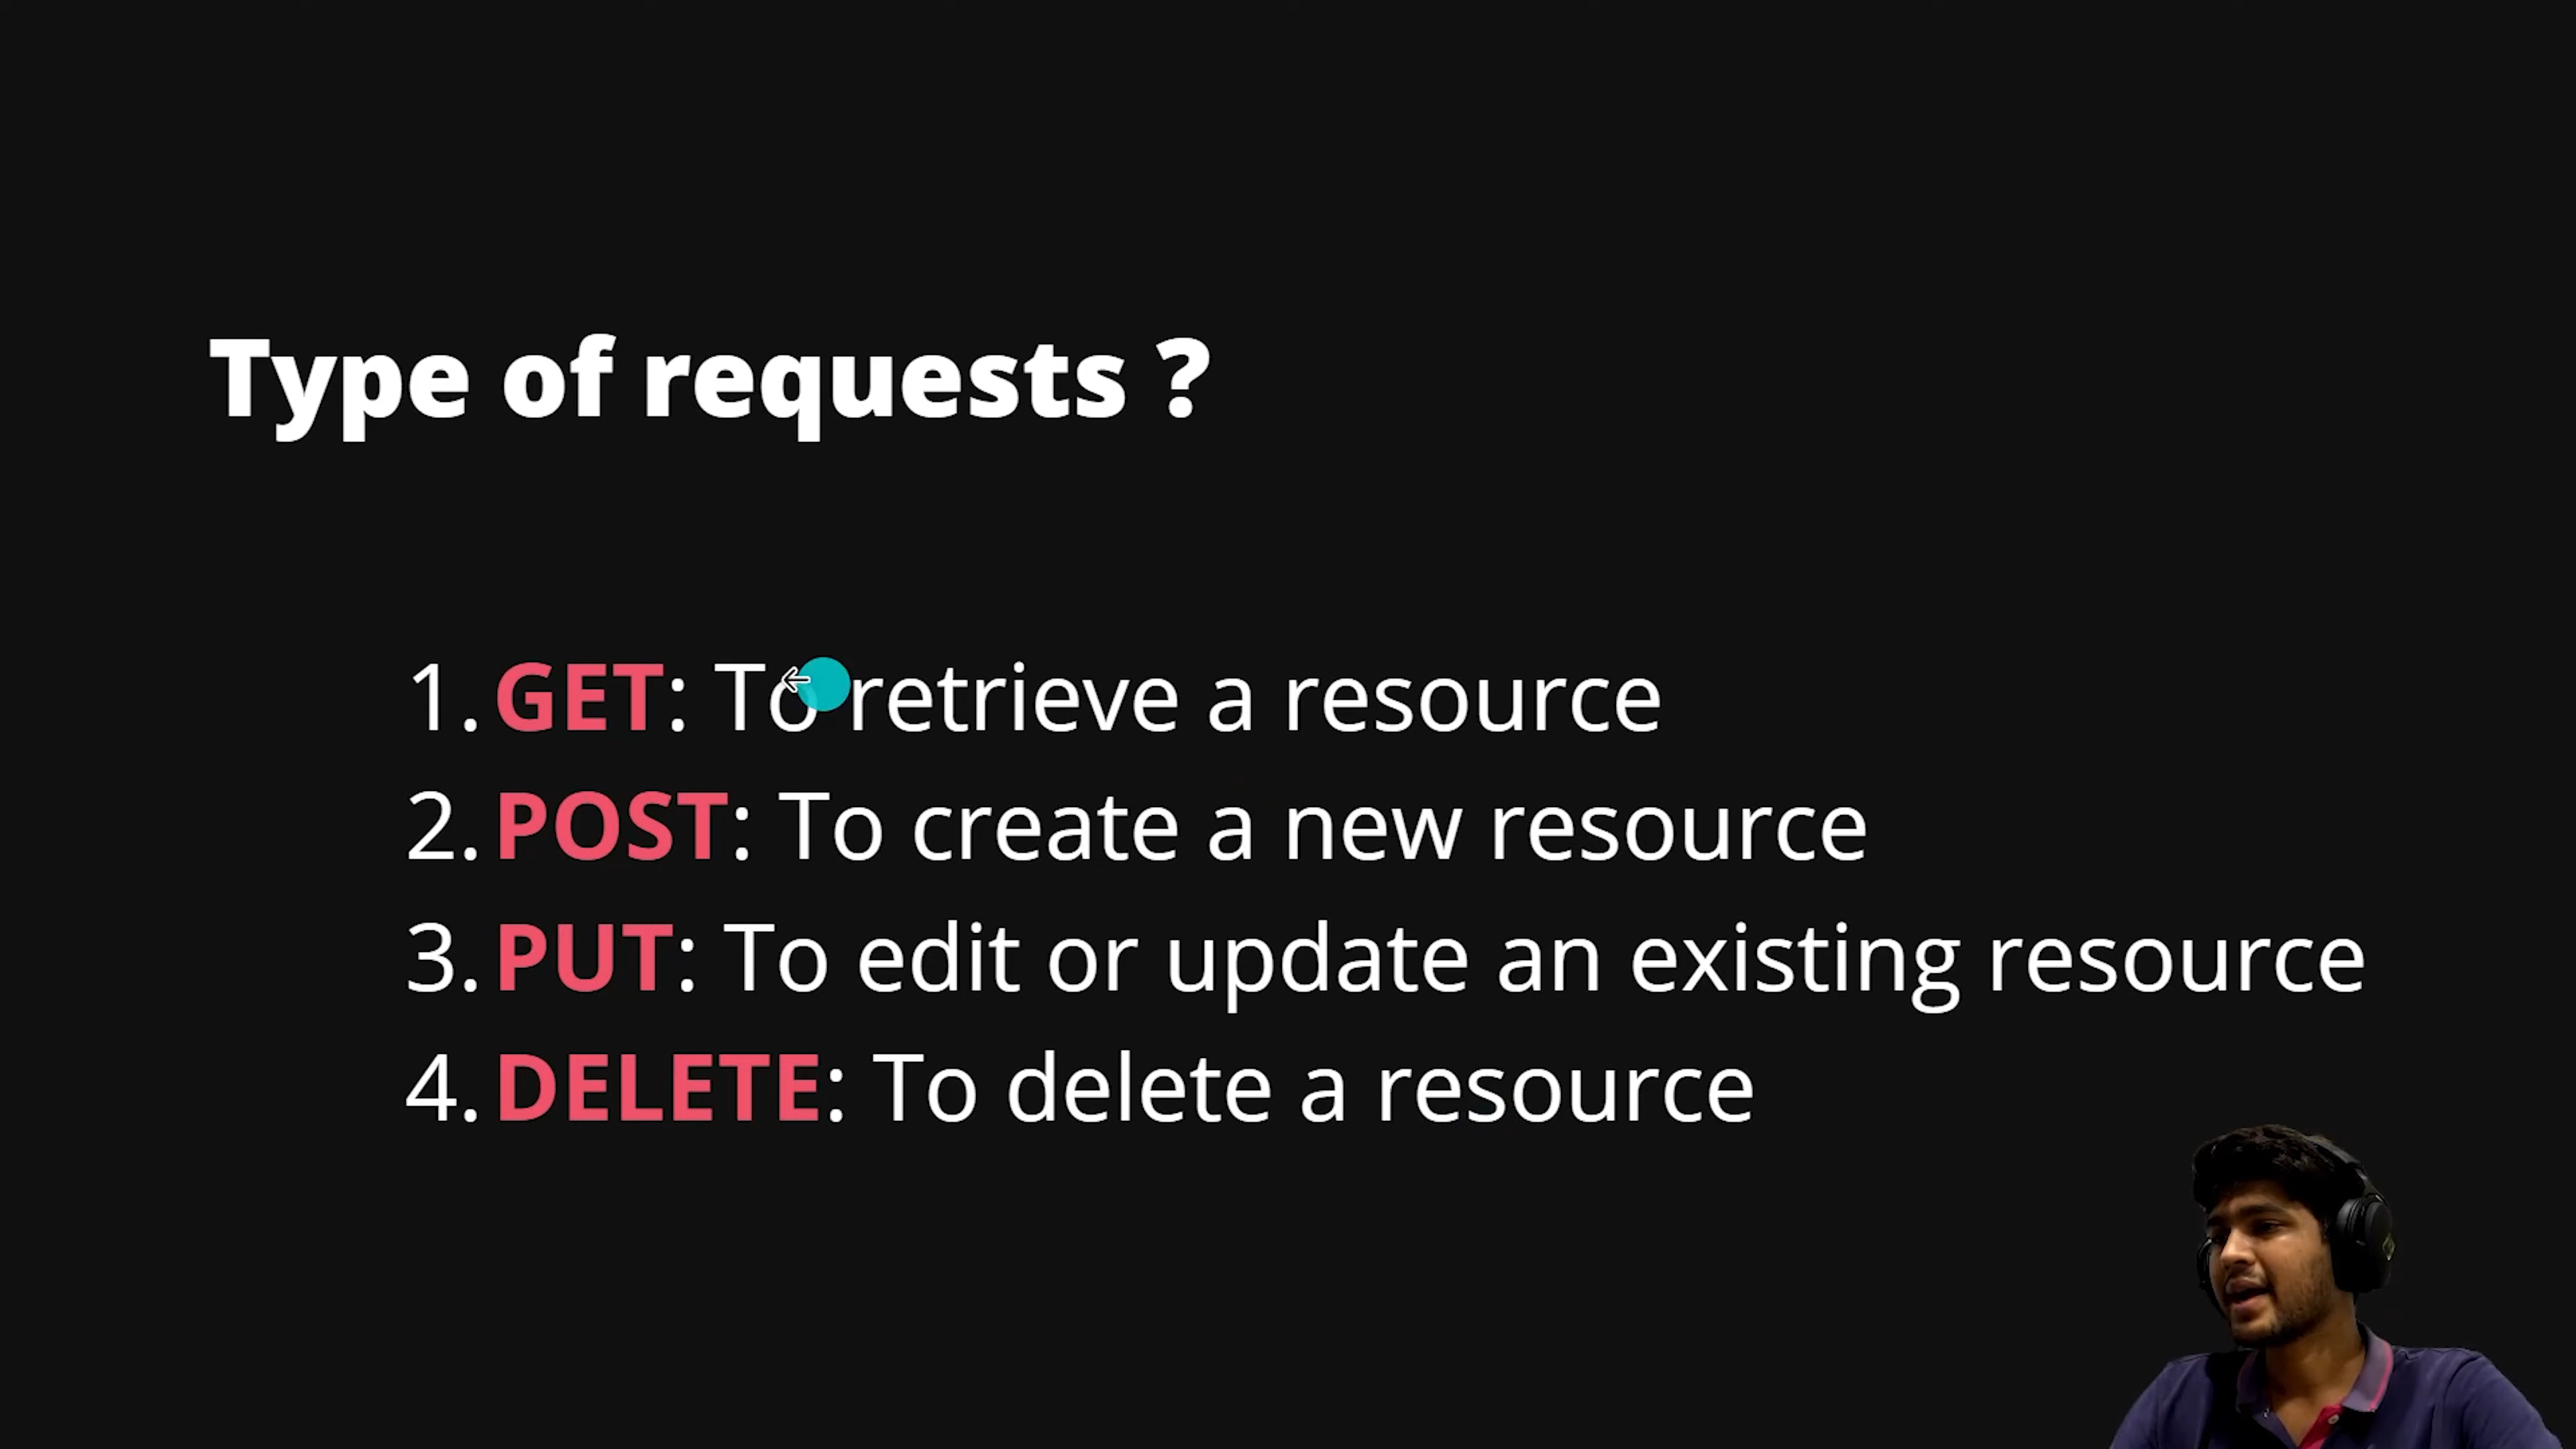 Type of requests ?
1. GET: To retrieve a resource
2. POST: To create a new resource
3. PUT: To edit or update an existing resource
4. DELETE: To delete a resource